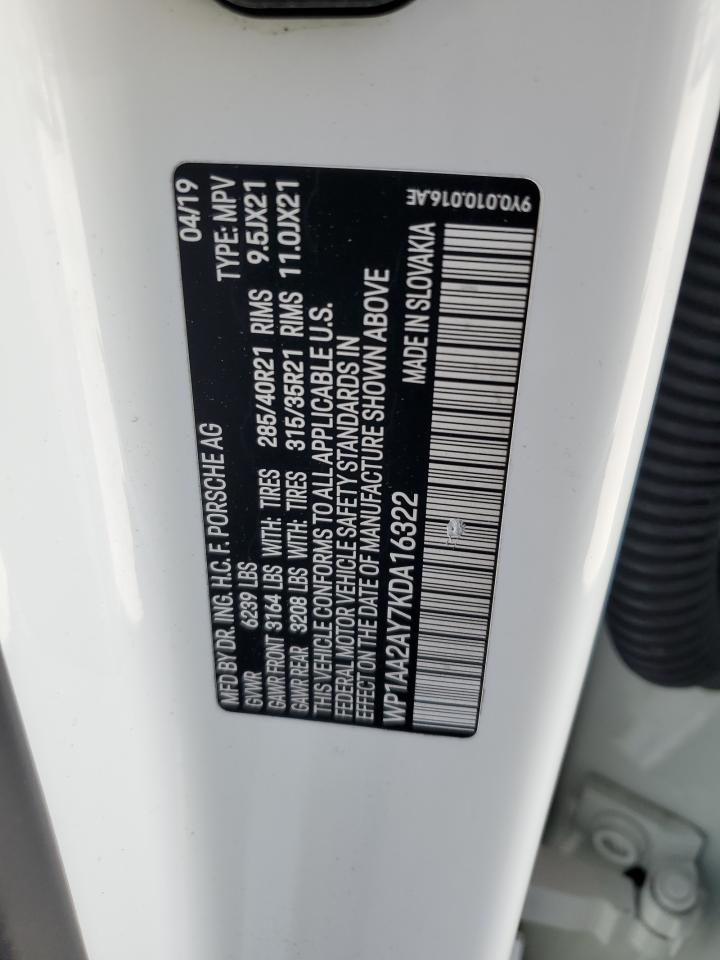 MFD BY DR. ING. H.C. F. PORSCHE AG 04/19
GVWR 6239 LBS TYPE: MPV
GAWR FRONT 3164 LBS WITH: TIRES 285/40R21 RIMS 9.5JX21
GAWR REAR 3208 LBS WITH: TIRES 315/35R21 RIMS 11.0JX21
THIS VEHICLE CONFORMS TO ALL APPLICABLE U.S.
FEDERAL MOTOR VEHICLE SAFETY STANDARDS IN
EFFECT ON THE DATE OF MANUFACTURE SHOWN ABOVE
WP1AA2AY7KDA16322 MADE IN SLOVAKIA
9Y0.010.016.AE